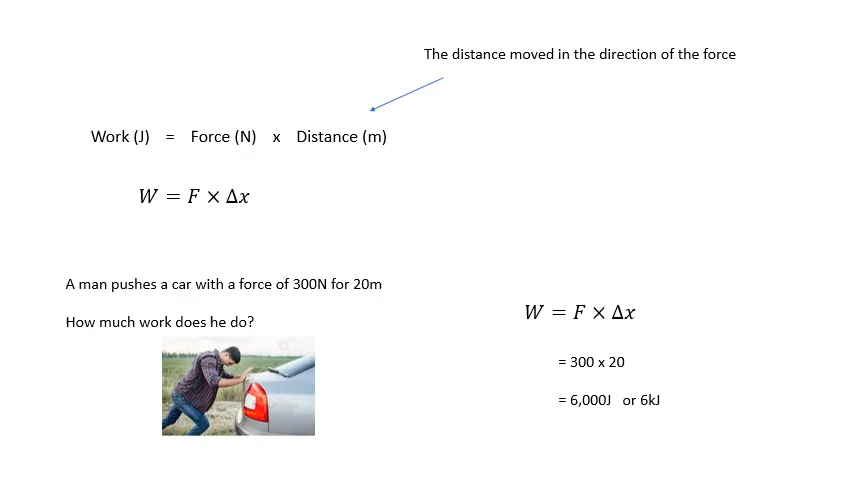 The distance moved in the direction of the force
Work (J) = Force (N) x Distance (m)
W = F × Δx
A man pushes a car with a force of 300N for 20m
How much work does he do?
W = F × Δx
= 300 x 20
= 6,000J or 6kJ